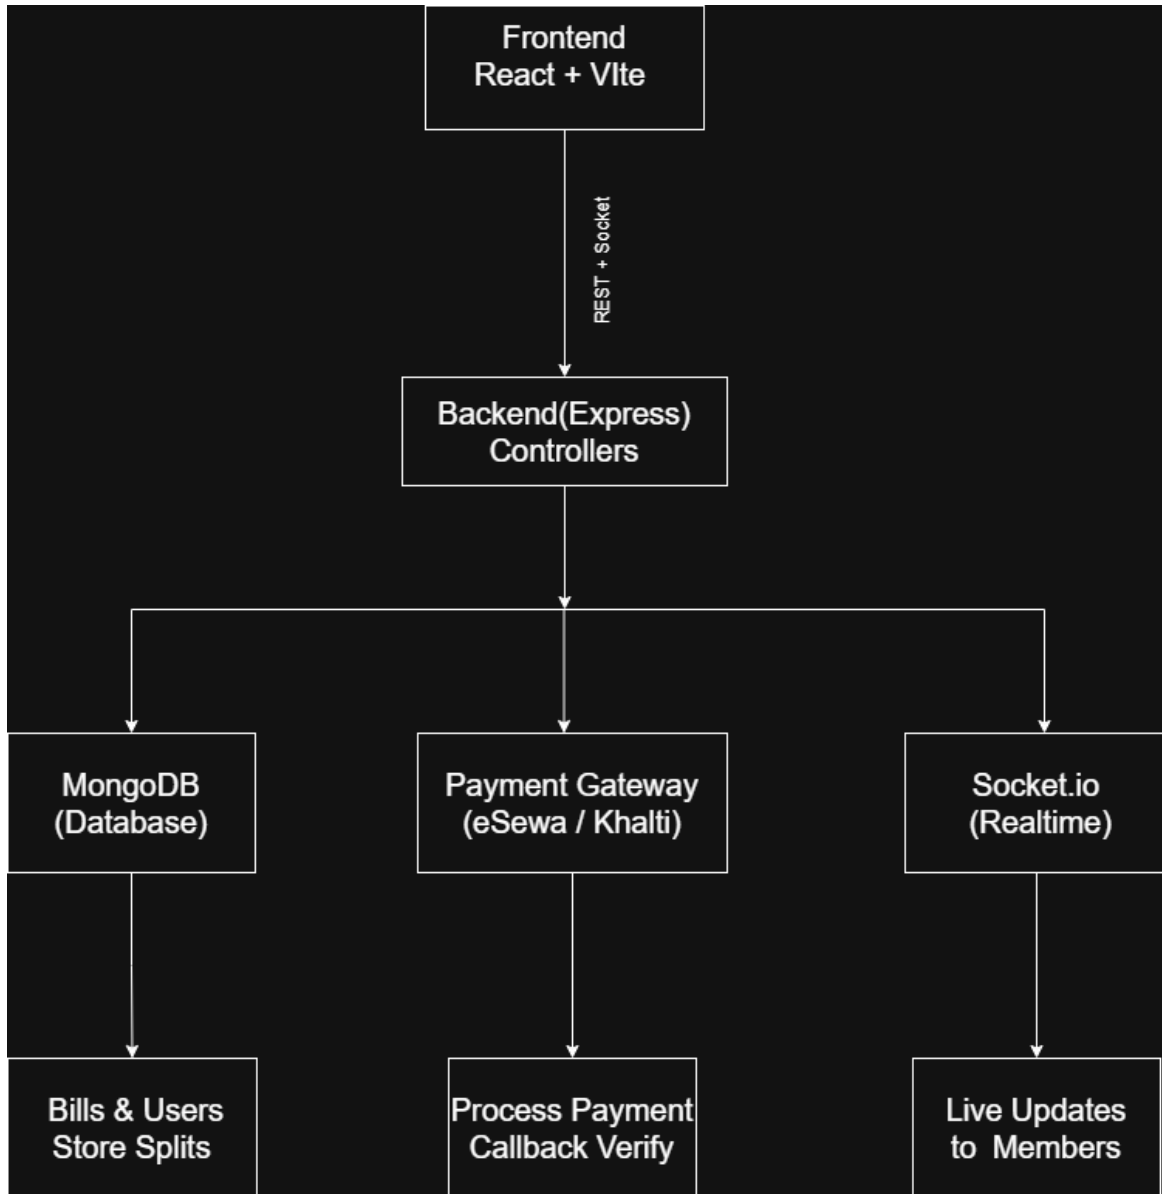 Frontend
React + VIte
REST + Socket
Backend(Express)
Controllers
MongoDB
(Database)
Payment Gateway
(eSewa / Khalti)
Socket.io
(Realtime)
Bills & Users
Store Splits
Process Payment
Callback Verify
Live Updates
to Members